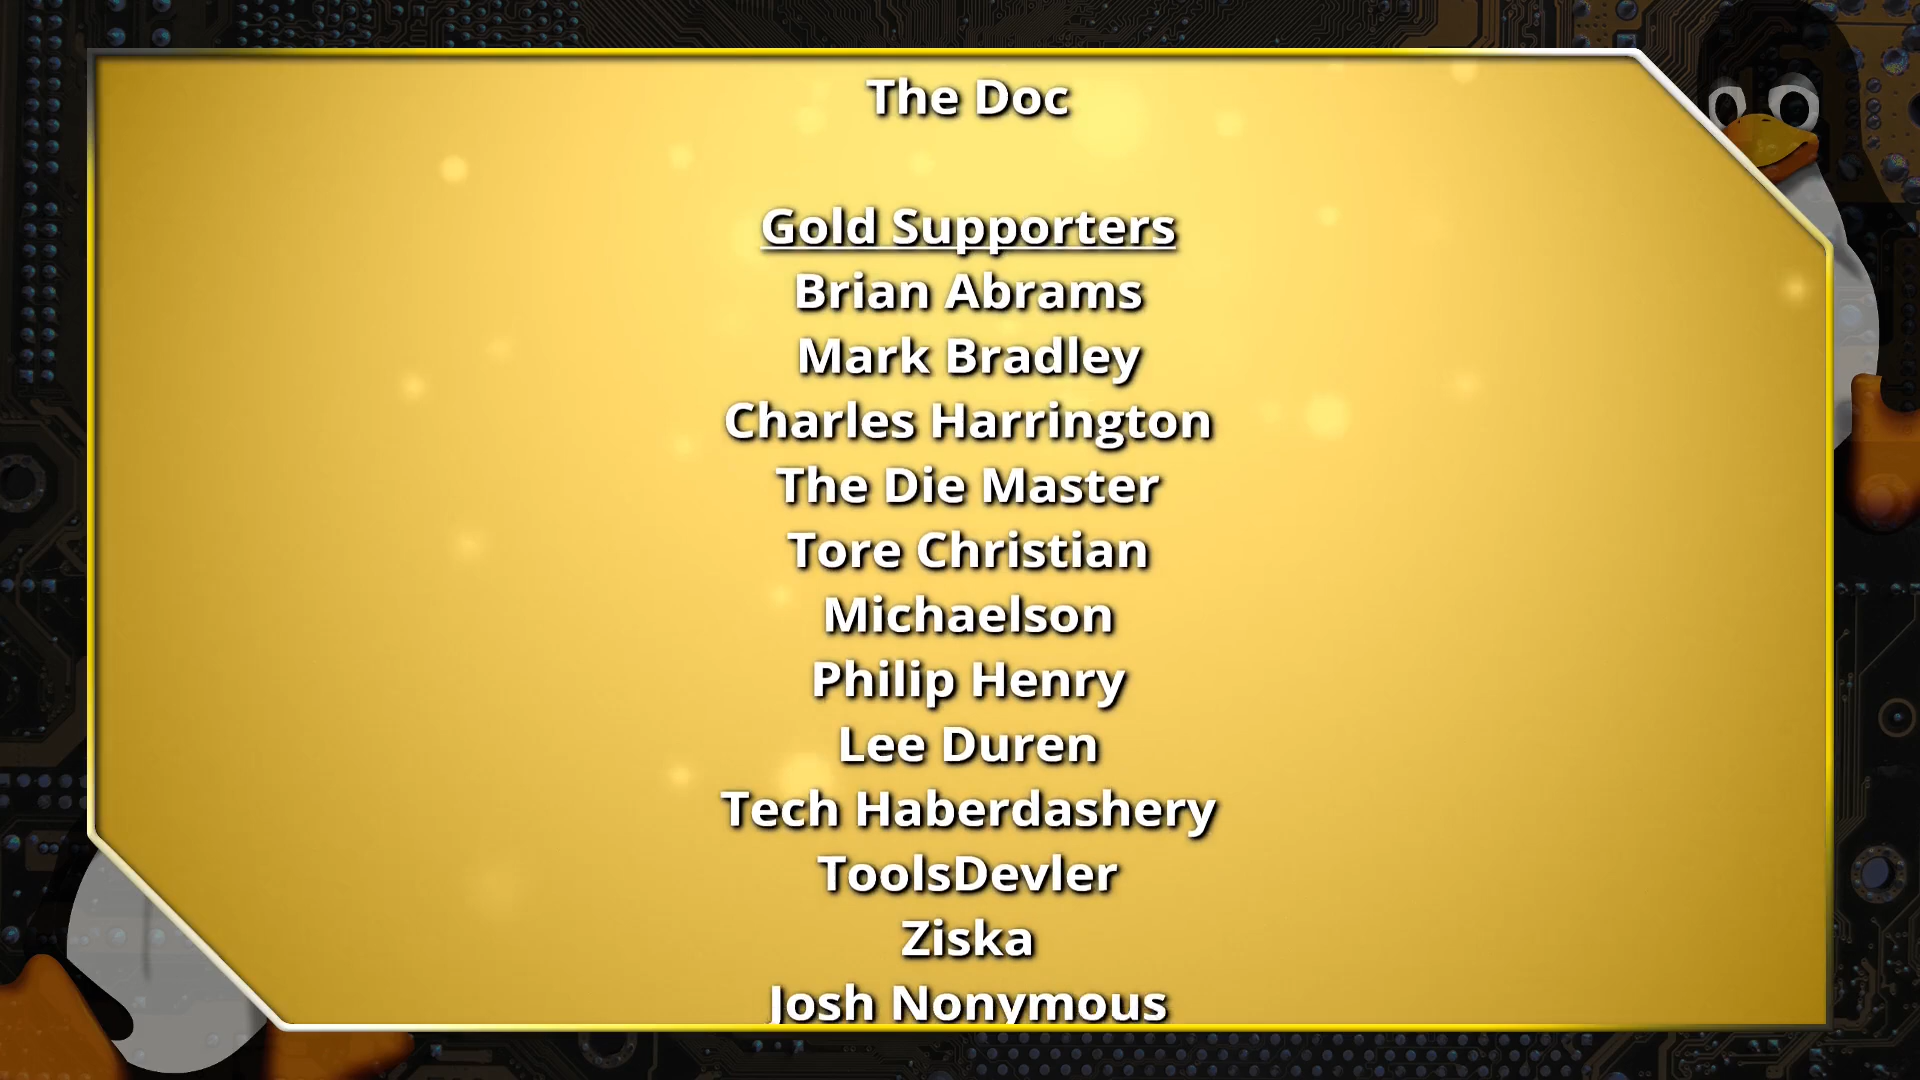 The Doc
Gold Supporters
Brian Abrams
Mark Bradley
Charles Harrington
The Die Master
Tore Christian
Michaelson
Philip Henry
Lee Duren
Tech Haberdashery
ToolsDevler
Ziska
Josh Nonymous